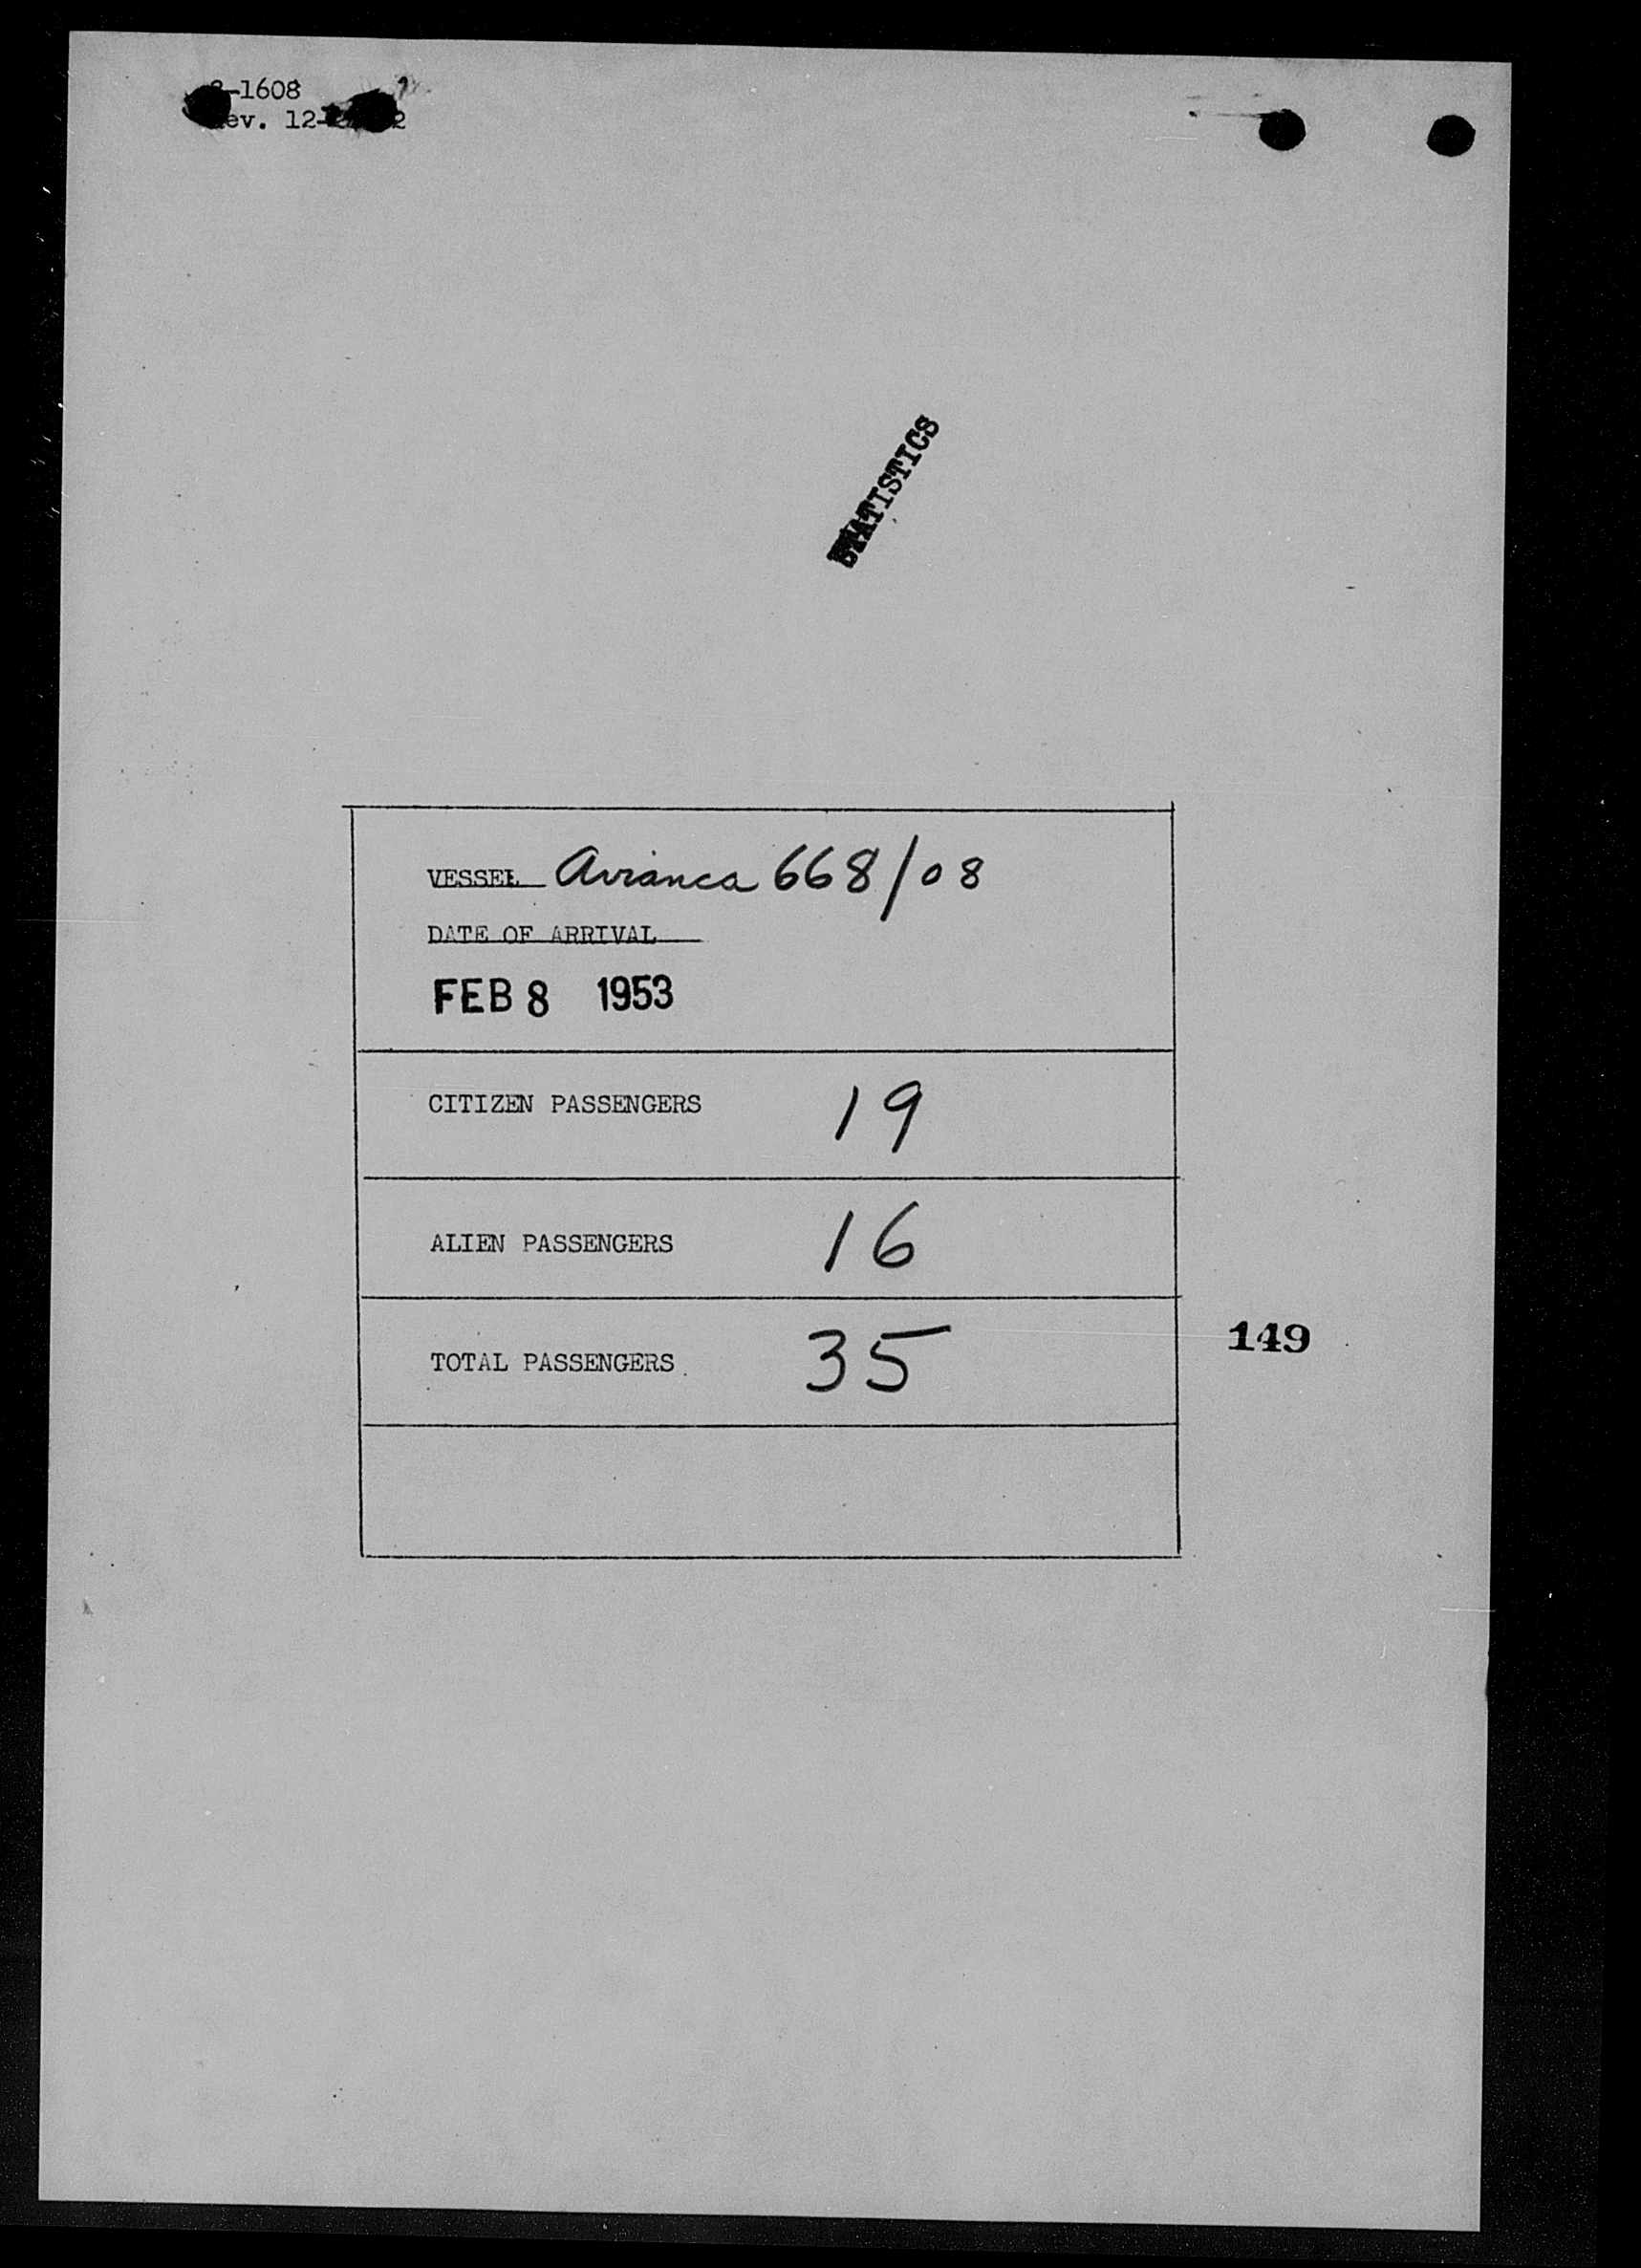 -1608
ev. 12-
STATISTICS
VESSEL Avianca 668/08
DATE OF ARRIVAL
FEB 8 1953
CITIZEN PASSENGERS 19
ALIEN PASSENGERS 16
TOTAL PASSENGERS 35
149